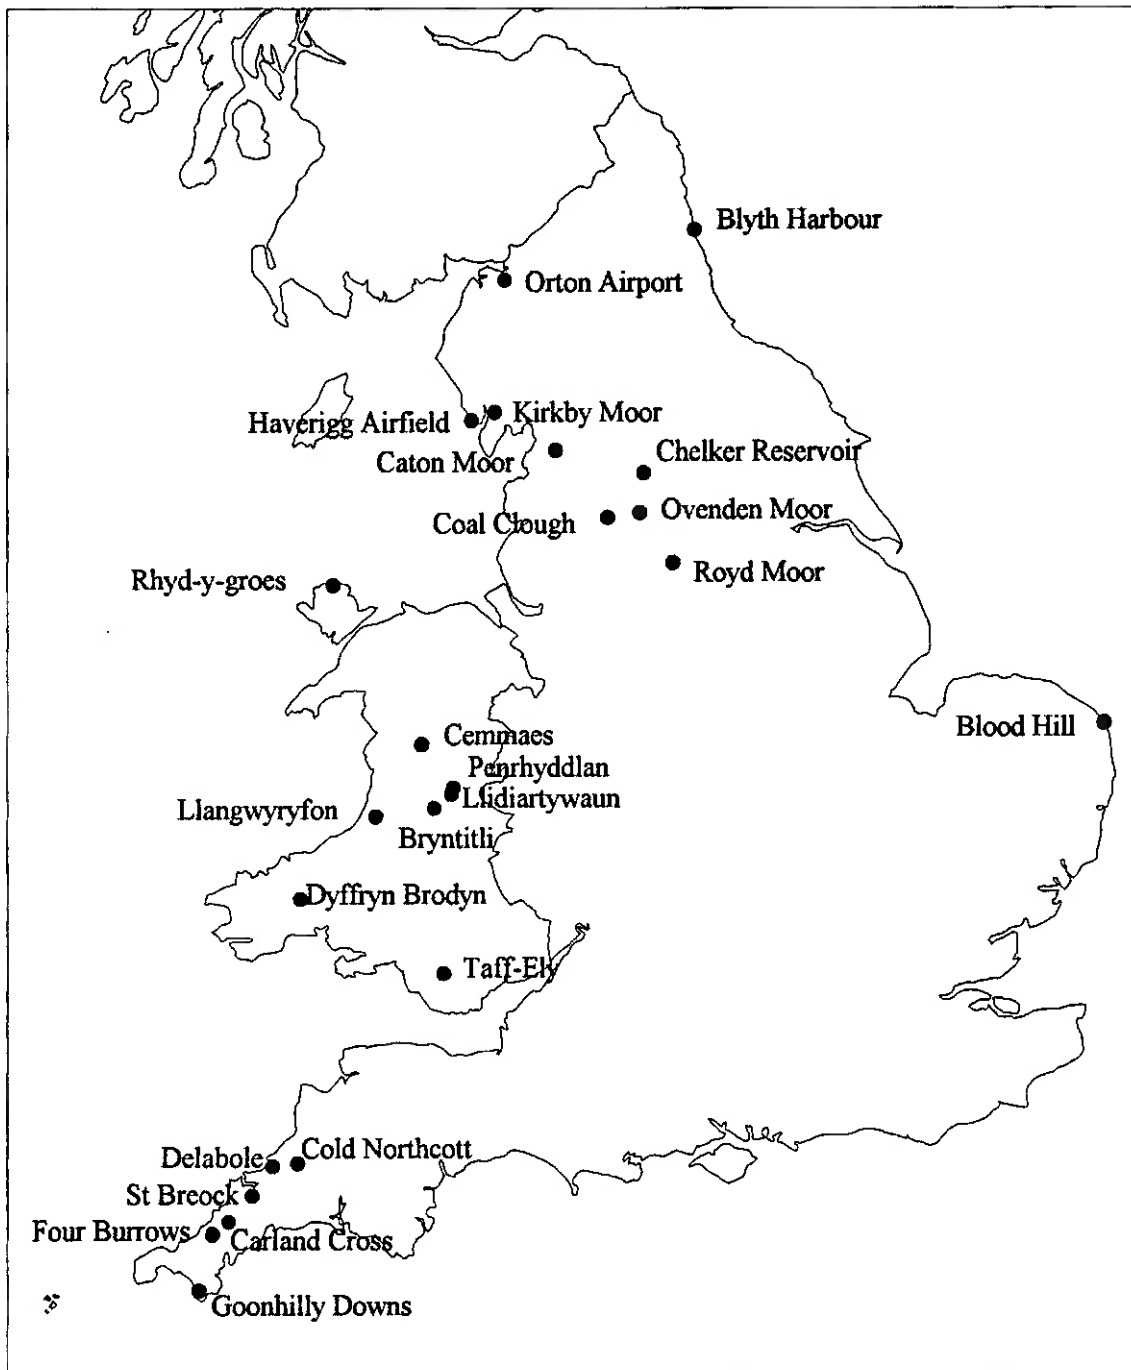 Blyth Harbour
Orton Airport
Kirkby Moor
Haverigg Airfield
Caton Moor
Chelker Reservoir
Coal Clough
Ovenden Moor
Royd Moor
Rhyd-y-groes
Blood Hill
Cemmaes
Penrhyddlan
Llidiartywaun
Llangwyryfon
Bryntitli
Dyffryn Brodyn
Taff-Ely
Cold Northcott
Delabole
St Breock
Four Burrows
Carland Cross
Goonhilly Downs